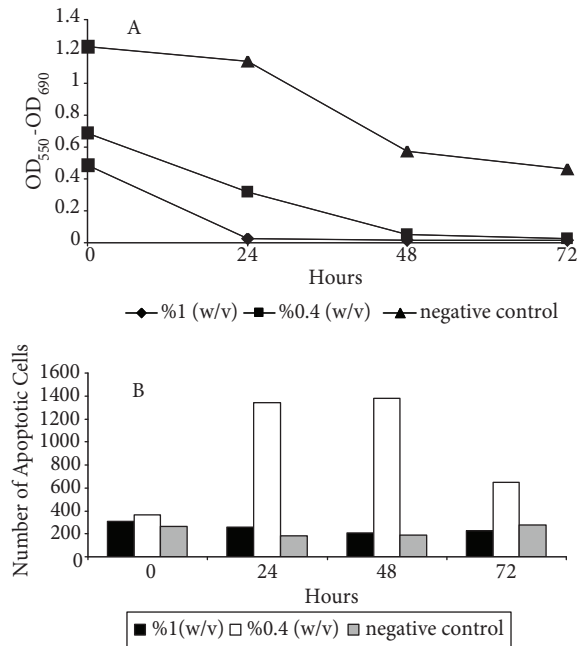 A
1.4
1.2
1
0.8
0.6
0.4
0.2
0
OD550-OD690
0 24 48 72
Hours
%1 (w/v) %0.4 (w/v) negative control
B
1600
1400
1200
1000
800
600
400
200
0
Number of Apoptotic Cells
0 24 48 72
Hours
%1(w/v) %0.4 (w/v) negative control